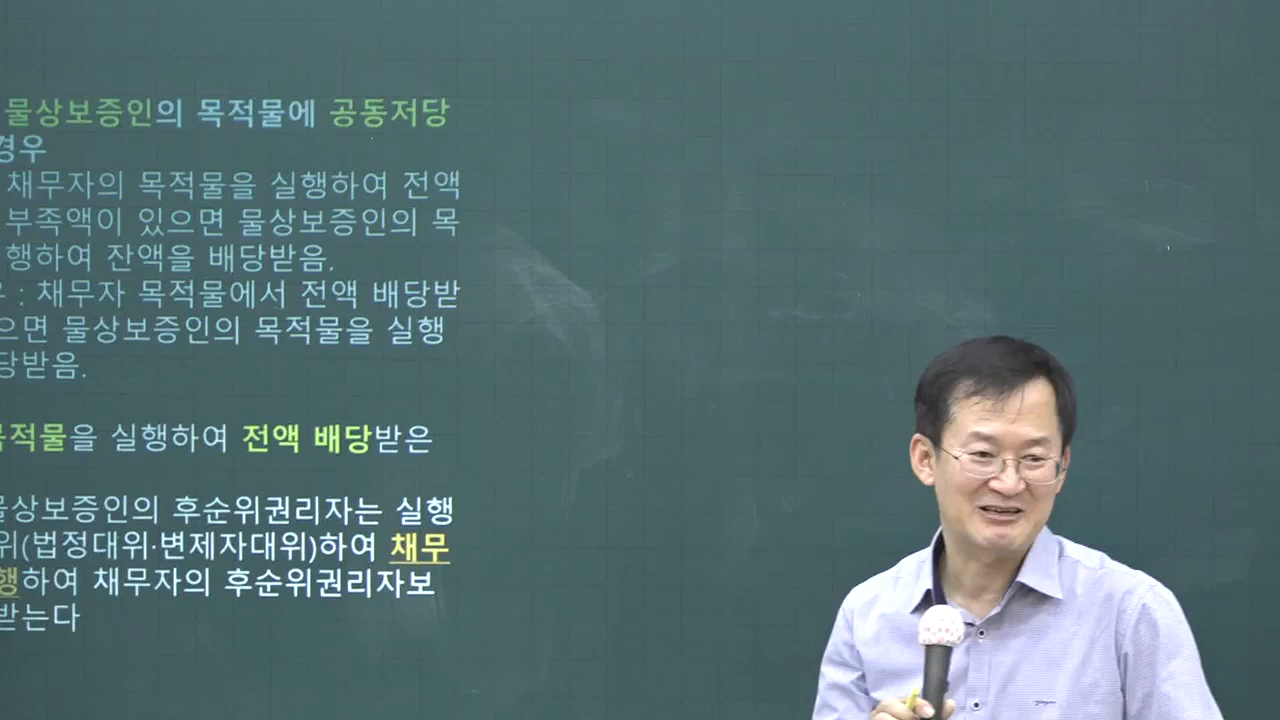 물상보증인의 목적물에 공동저당
경우
채무자의 목적물을 실행하여 전액
부족액이 있으면 물상보증인의 목
행하여 잔액을 배당받음.
: 채무자 목적물에서 전액 배당받
으면 물상보증인의 목적물을 실행
당받음.
목적물을 실행하여 전액 배당받은
물상보증인의 후순위권리자는 실행
위(법정대위·변제자대위)하여 채무
행하여 채무자의 후순위권리자보
받는다